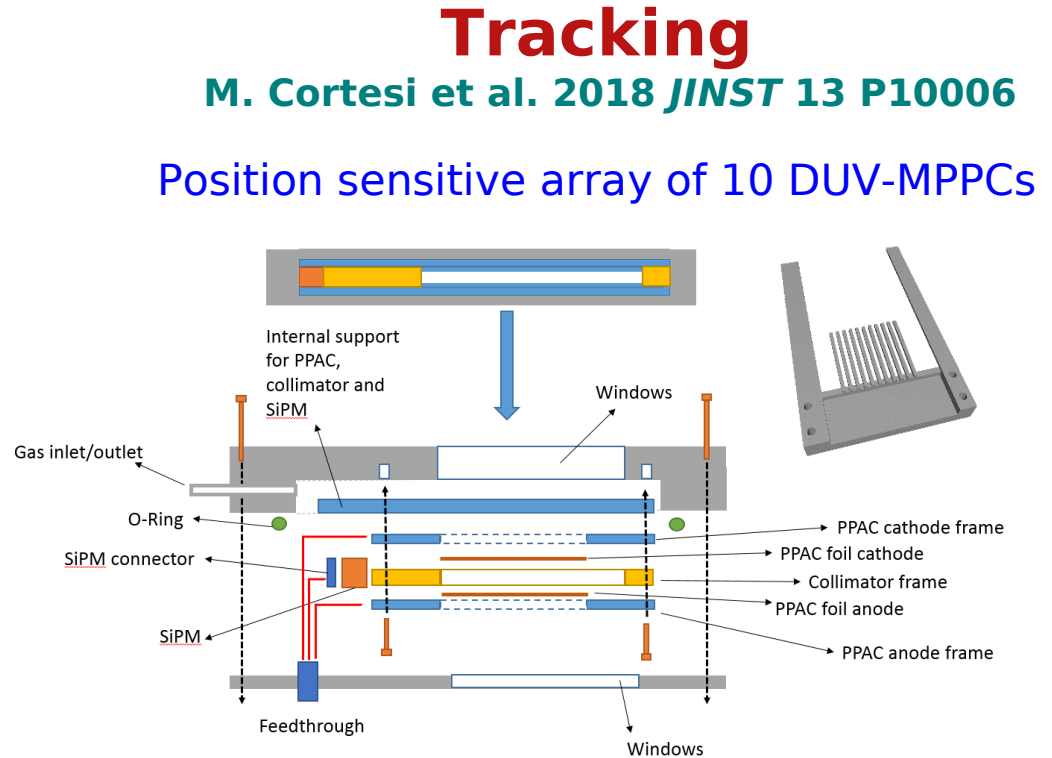 Tracking
M. Cortesi et al. 2018 JINST 13 P10006
Position sensitive array of 10 DUV-MPPCs
Internal support
for PPAC,
collimator and
SiPM
Windows
Gas inlet/outlet
O-Ring
PPAC cathode frame
SiPM connector
PPAC foil cathode
Collimator frame
PPAC foil anode
SiPM
PPAC anode frame
Feedthrough
Windows